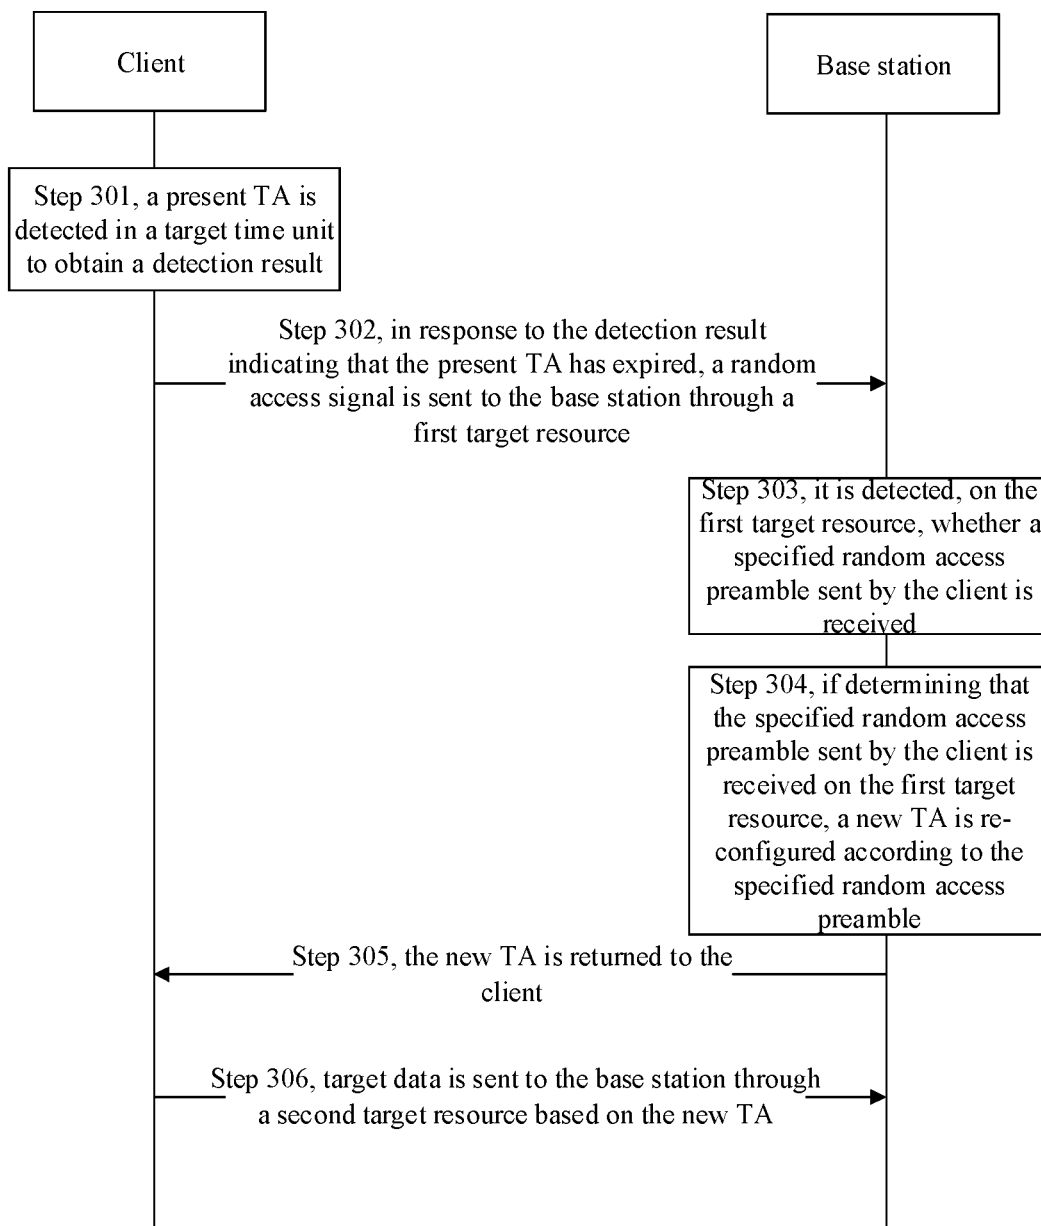 Client
Base station
Step 301, a present TA is
detected in a target time unit
to obtain a detection result
Step 302, in response to the detection result
indicating that the present TA has expired, a random
access signal is sent to the base station through a
first target resource
Step 303, it is detected, on the
first target resource, whether a
specified random access
preamble sent by the client is
received
Step 304, if determining that
the specified random access
preamble sent by the client is
received on the first target
resource, a new TA is re-
configured according to the
specified random access
preamble
Step 305, the new TA is returned to the
client
Step 306, target data is sent to the base station through
a second target resource based on the new TA